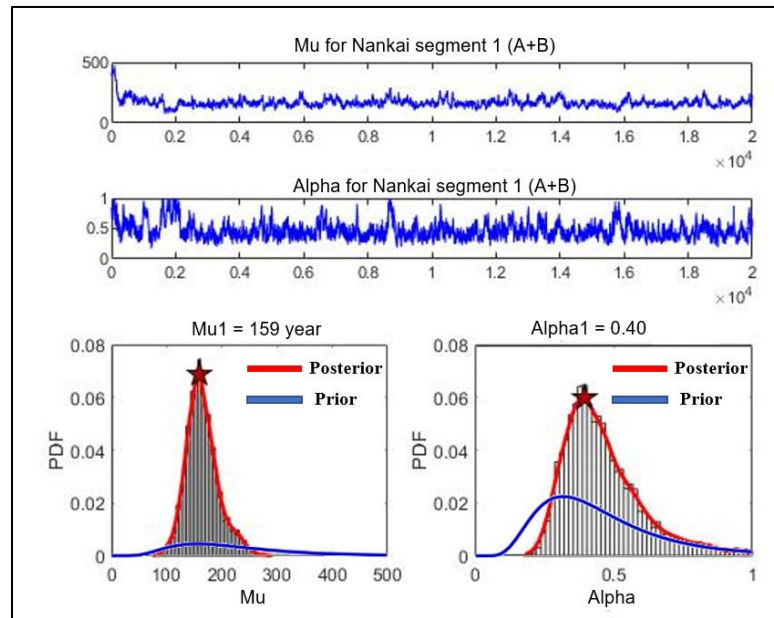 Mu for Nankai segment 1 (A+B)
500
0
0 0.2 0.4 0.6 0.8 1 1.2 1.4 1.6 1.8 2
× 10⁴
Alpha for Nankai segment 1 (A+B)
1
0.5
0
0 0.2 0.4 0.6 0.8 1 1.2 1.4 1.6 1.8 2
× 10⁴
Mu1 = 159 year
0.08
0.06
0.04
0.02
0
PDF
Posterior
Prior
0 100 200 300 400 500
Mu
Alpha1 = 0.40
0.08
0.06
0.04
0.02
0
PDF
Posterior
Prior
0 0.5 1
Alpha